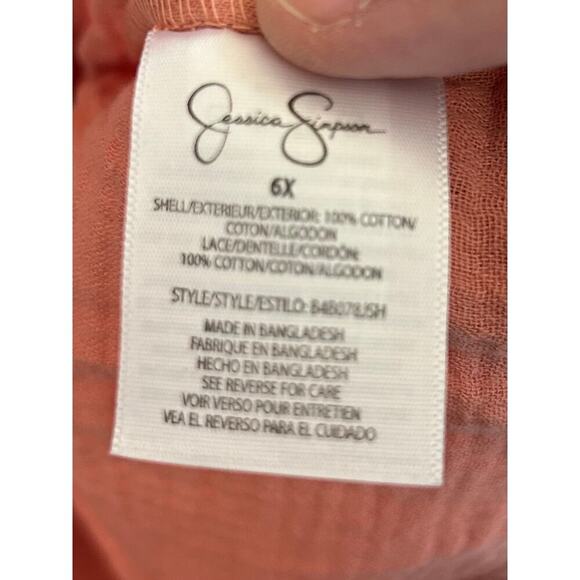 Jessica Simpson
6X
SHELL/EXTERIEUR/EXTERIOR: 100% COTTON/
COTON/ALGODON
LACE/DENTELLE/CORDÓN:
100% COTTON/COTON/ALGODON
STYLE/STYLE/ESTILO: B4B078JSH
MADE IN BANGLADESH
FABRIQUE EN BANGLADESH
HECHO EN BANGLADESH
SEE REVERSE FOR CARE
VOIR VERSO POUR ENTRETIEN
VEA EL REVERSO PARA EL CUIDADO